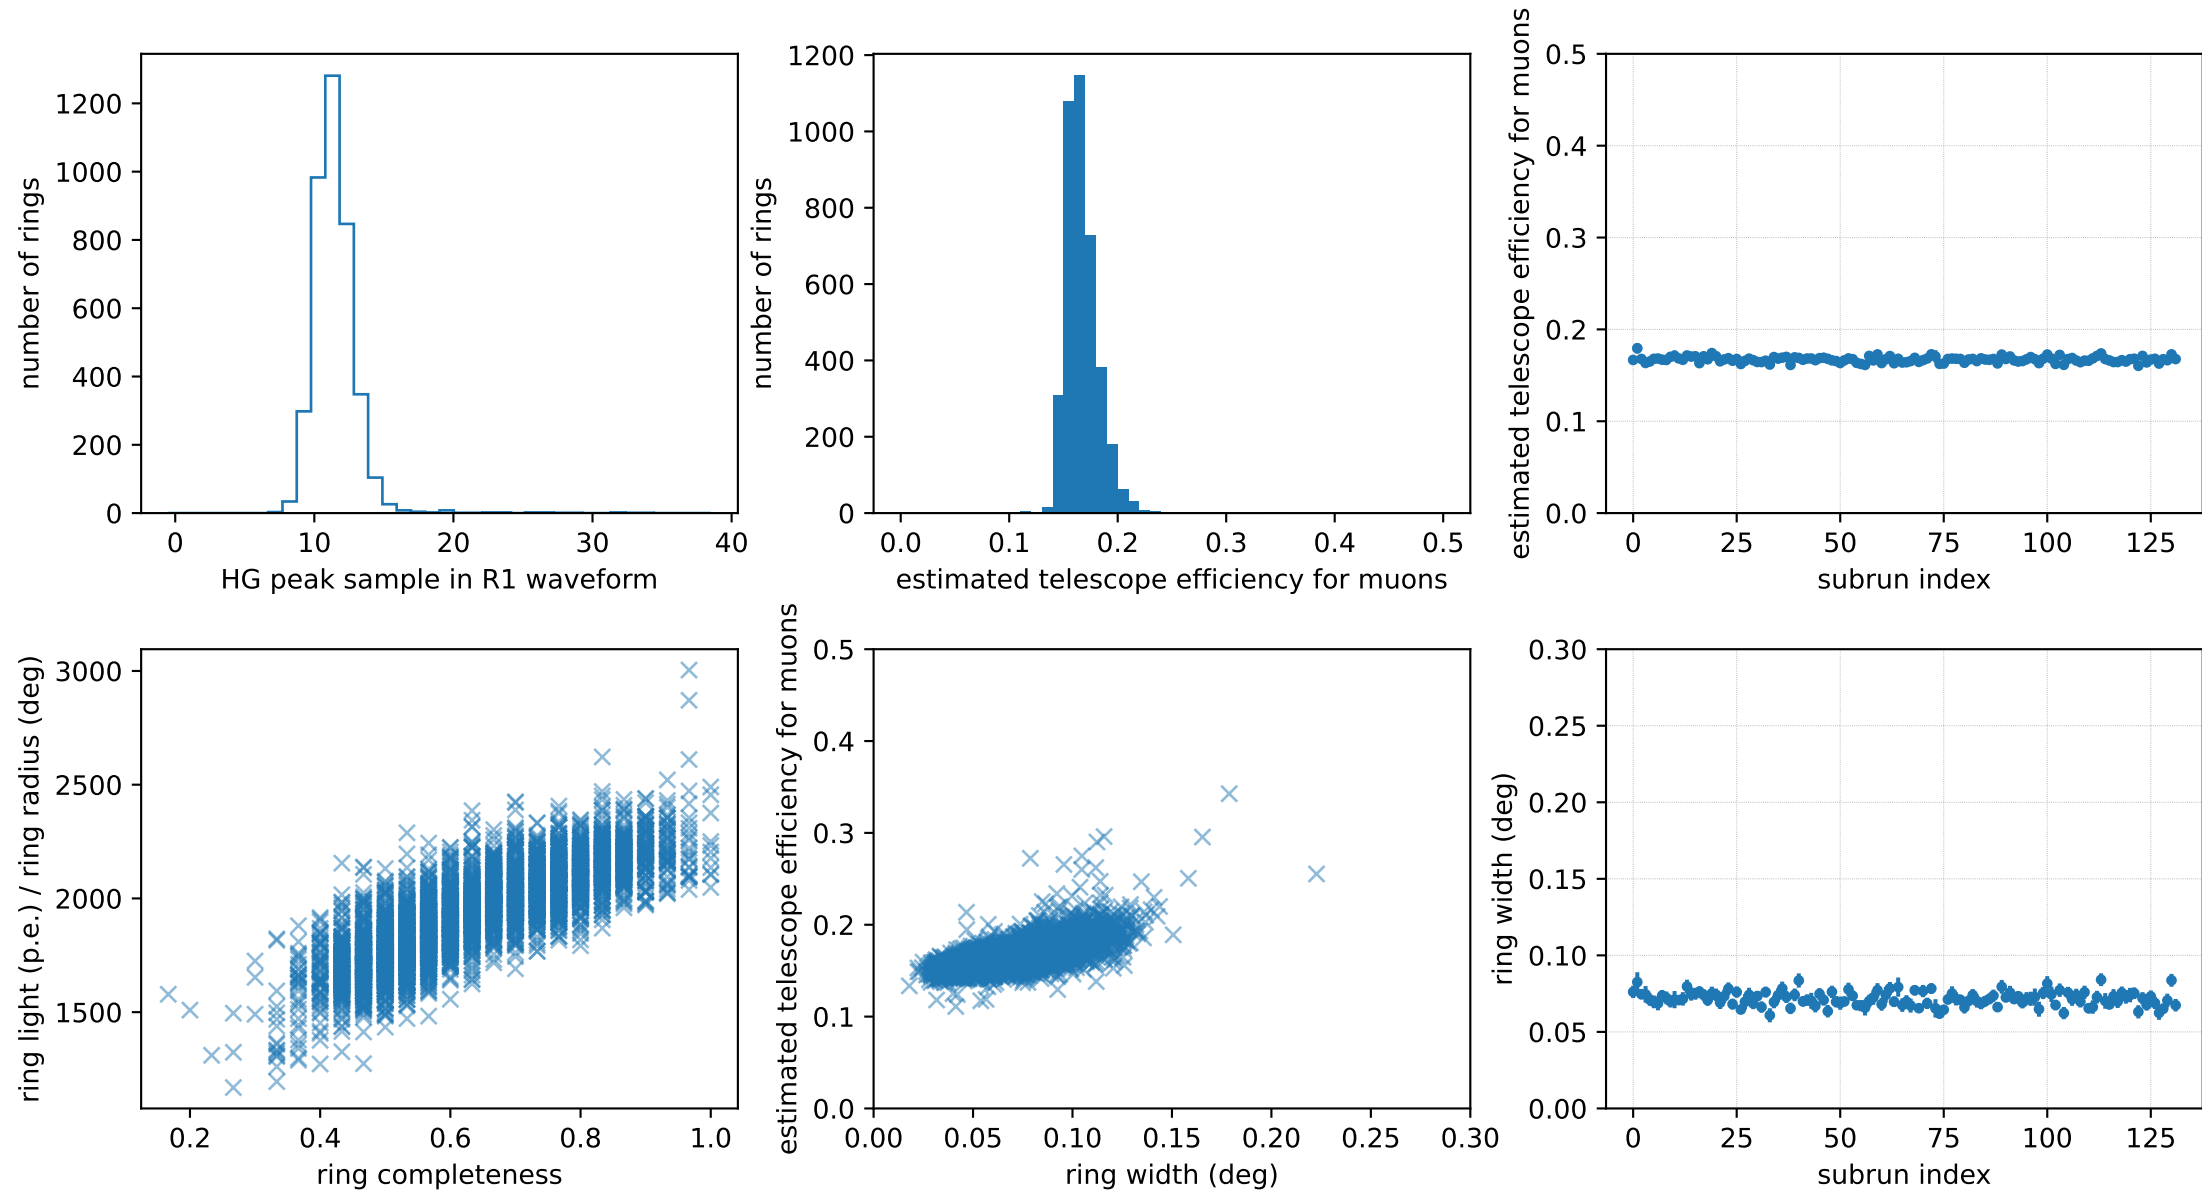 number of rings
1200
1000
800
600
400
200
0
0 10 20 30 40
HG peak sample in R1 waveform
number of rings
1200
1000
800
600
400
200
0
0.0 0.1 0.2 0.3 0.4 0.5
estimated telescope efficiency for muons
estimated telescope efficiency for muons
0.5
0.4
0.3
0.2
0.1
0.0
0 25 50 75 100 125
subrun index
ring light (p.e.) / ring radius (deg)
3000
2500
2000
1500
0.2 0.4 0.6 0.8 1.0
ring completeness
estimated telescope efficiency for muons
0.5
0.4
0.3
0.2
0.1
0.0
0.00 0.05 0.10 0.15 0.20 0.25 0.30
ring width (deg)
ring width (deg)
0.30
0.25
0.20
0.15
0.10
0.05
0.00
0 25 50 75 100 125
subrun index